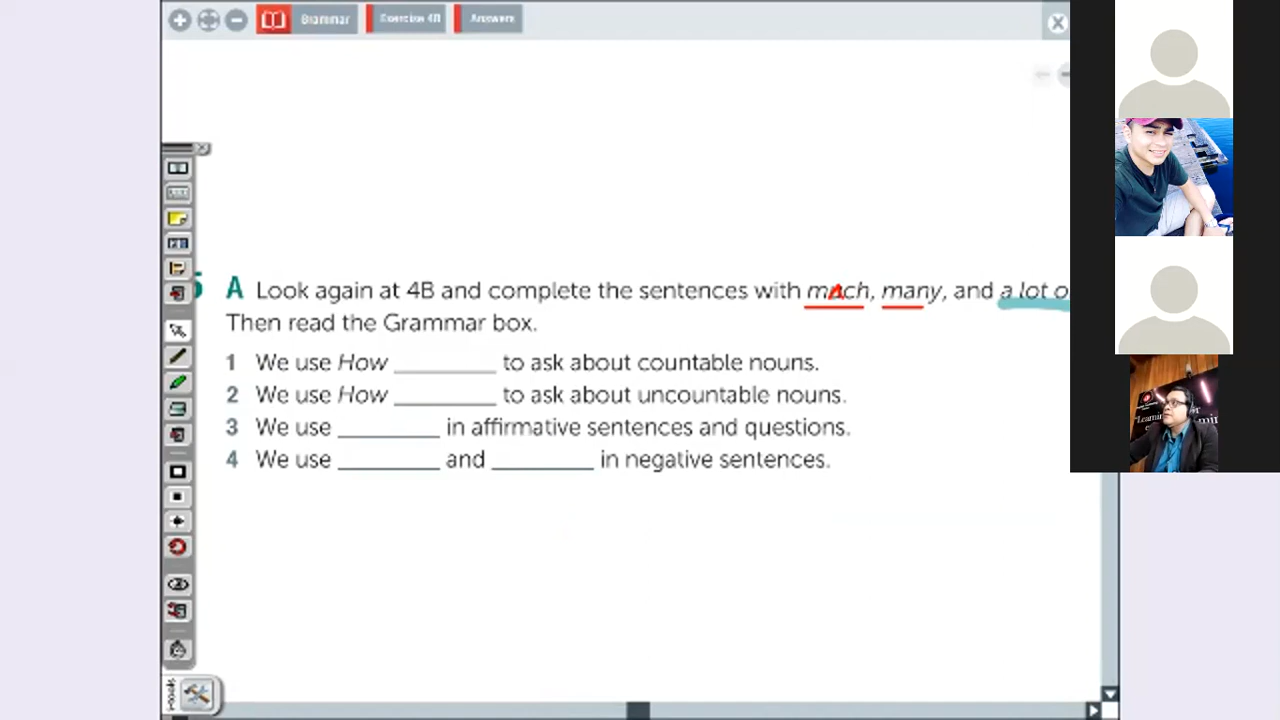 Grammar
Exercise 4B
Answers
5 A Look again at 4B and complete the sentences with much, many, and a lot o
Then read the Grammar box.
1 We use How ________ to ask about countable nouns.
2 We use How ________ to ask about uncountable nouns.
3 We use ________ in affirmative sentences and questions.
4 We use ________ and ________ in negative sentences.